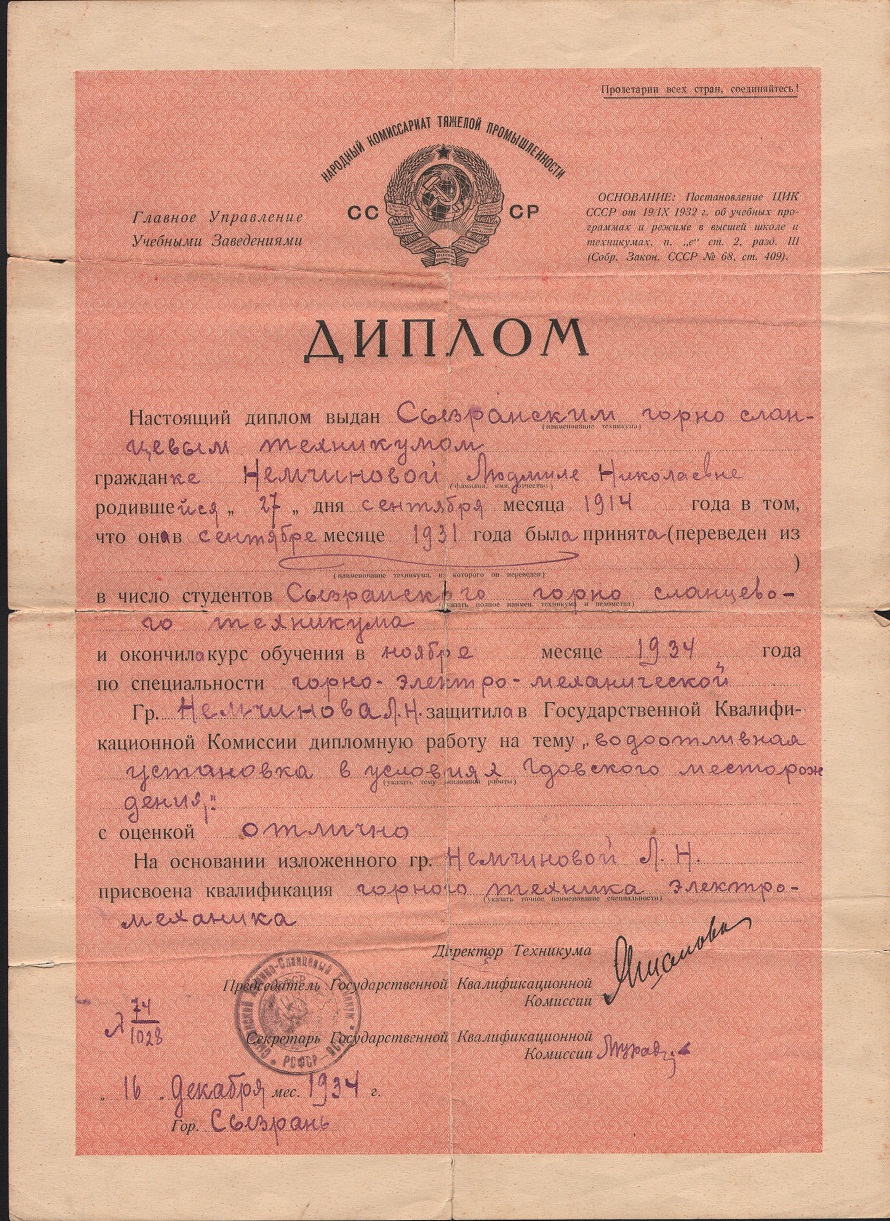 Пролетарии всех стран, соединяйтесь!
НАРОДНЫЙ КОМИССАРИАТ ТЯЖЕЛОЙ ПРОМЫШЛЕННОСТИ
СС СР
Главное Управление
Учебными Заведениями
ОСНОВАНИЕ: Постановление ЦИК
СССР от 19/IX 1932 г. об учебных про-
граммах и режиме в высшей школе и
техникумах, п. „е“ ст. 2, разд. III
(Собр. Закон. СССР № 68, ст. 409).
ДИПЛОМ
Настоящий диплом выдан Сызранским горно слан-
(наименование техникума)
цевым техникумом
гражданке Немчиновой Людмиле Николаевне
(фамилия, имя, отчество)
родившейся „ 27 „ дня сентября месяца 1914 года в том,
что она в сентябре месяце 1931 года была принята (переведен из
)
(наименование техникума, из которого он переведен)
в число студентов Сызранского горно сланцево-
(указать полное наимен. техникума и ведомства)
го техникума
и окончила курс обучения в ноябре месяце 1934 года
по специальности горно-электро-механической
Гр. Немчинова Л.Н. защитила в Государственной Квалифи-
кационной Комиссии дипломную работу на тему „водоотливная
установка в условиях Гдовского месторож
(указать тему дипломной работы)
дения“
с оценкой отлично
На основании изложенного гр. Немчиновой Л. Н.
присвоена квалификация горного техника электро-
(указать точное наименование специальности)
механика
Директор Техникума
Председатель Государственной Квалификационной
Комиссии
74
1028
Секретарь Государственной Квалификационной
Комиссии
РСФСР
„ 16 „ декабря мес. 1934 г.
Гор. Сызрань